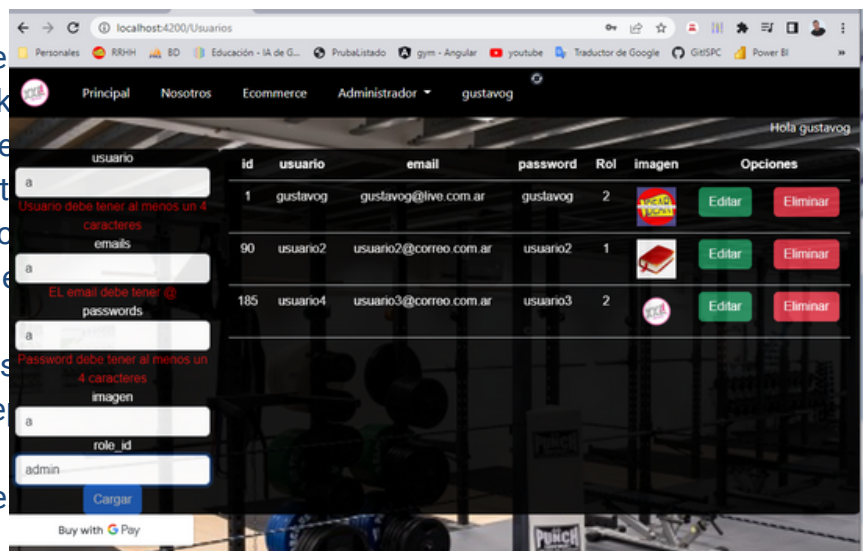 localhost:4200/Usuarios
Personales RRHH BD Educación - IA de G... PrubaListado gym - Angular youtube Traductor de Google GitISPC Power BI »
Principal Nosotros Ecommerce Administrador gustavog
Hola gustavog
usuario
a
Usuario debe tener al menos un 4
caracteres
emails
a
EL email debe tener @
passwords
a
Password debe tener al menos un
4 caracteres
imagen
a
role_id
admin
Cargar
Buy with G Pay
id usuario email password Rol imagen Opciones
1 gustavog gustavog@live.com.ar gustavog 2 Editar Eliminar
90 usuario2 usuario2@correo.com.ar usuario2 1 Editar Eliminar
185 usuario4 usuario3@correo.com.ar usuario3 2 Editar Eliminar
PUNCH
PUNCH